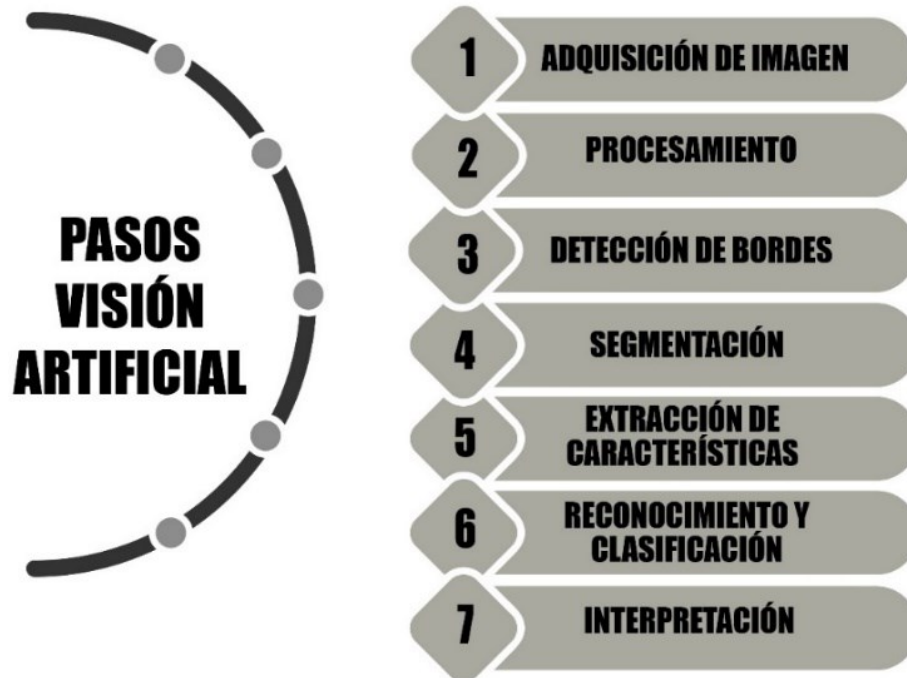 PASOS
VISIÓN
ARTIFICIAL
1 ADQUISICIÓN DE IMAGEN
2 PROCESAMIENTO
3 DETECCIÓN DE BORDES
4 SEGMENTACIÓN
5 EXTRACCIÓN DE
CARACTERÍSTICAS
6 RECONOCIMIENTO Y
CLASIFICACIÓN
7 INTERPRETACIÓN